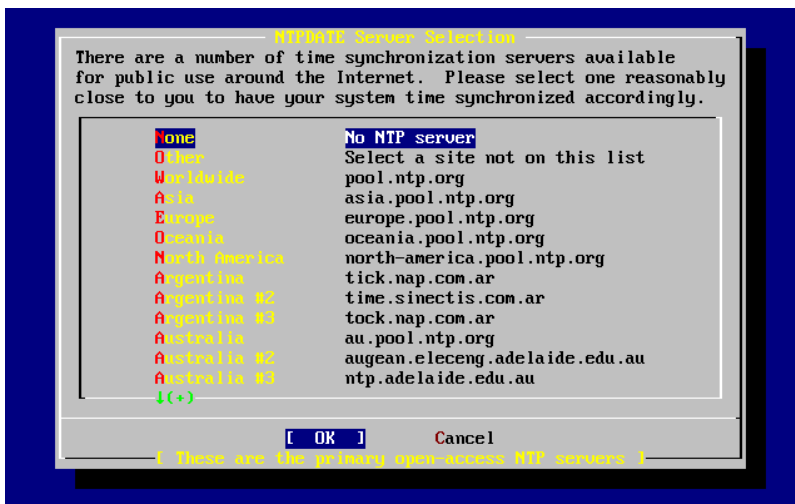 NTPDATE Server Selection
There are a number of time synchronization servers available
for public use around the Internet.  Please select one reasonably
close to you to have your system time synchronized accordingly.
None No NTP server
Other Select a site not on this list
Worldwide pool.ntp.org
Asia asia.pool.ntp.org
Europe europe.pool.ntp.org
Oceania oceania.pool.ntp.org
North America north-america.pool.ntp.org
Argentina tick.nap.com.ar
Argentina #2 time.sinectis.com.ar
Argentina #3 tock.nap.com.ar
Australia au.pool.ntp.org
Australia #2 augean.eleceng.adelaide.edu.au
Australia #3 ntp.adelaide.edu.au
↓(+)
[ OK ] Cancel
[ These are the primary open-access NTP servers ]